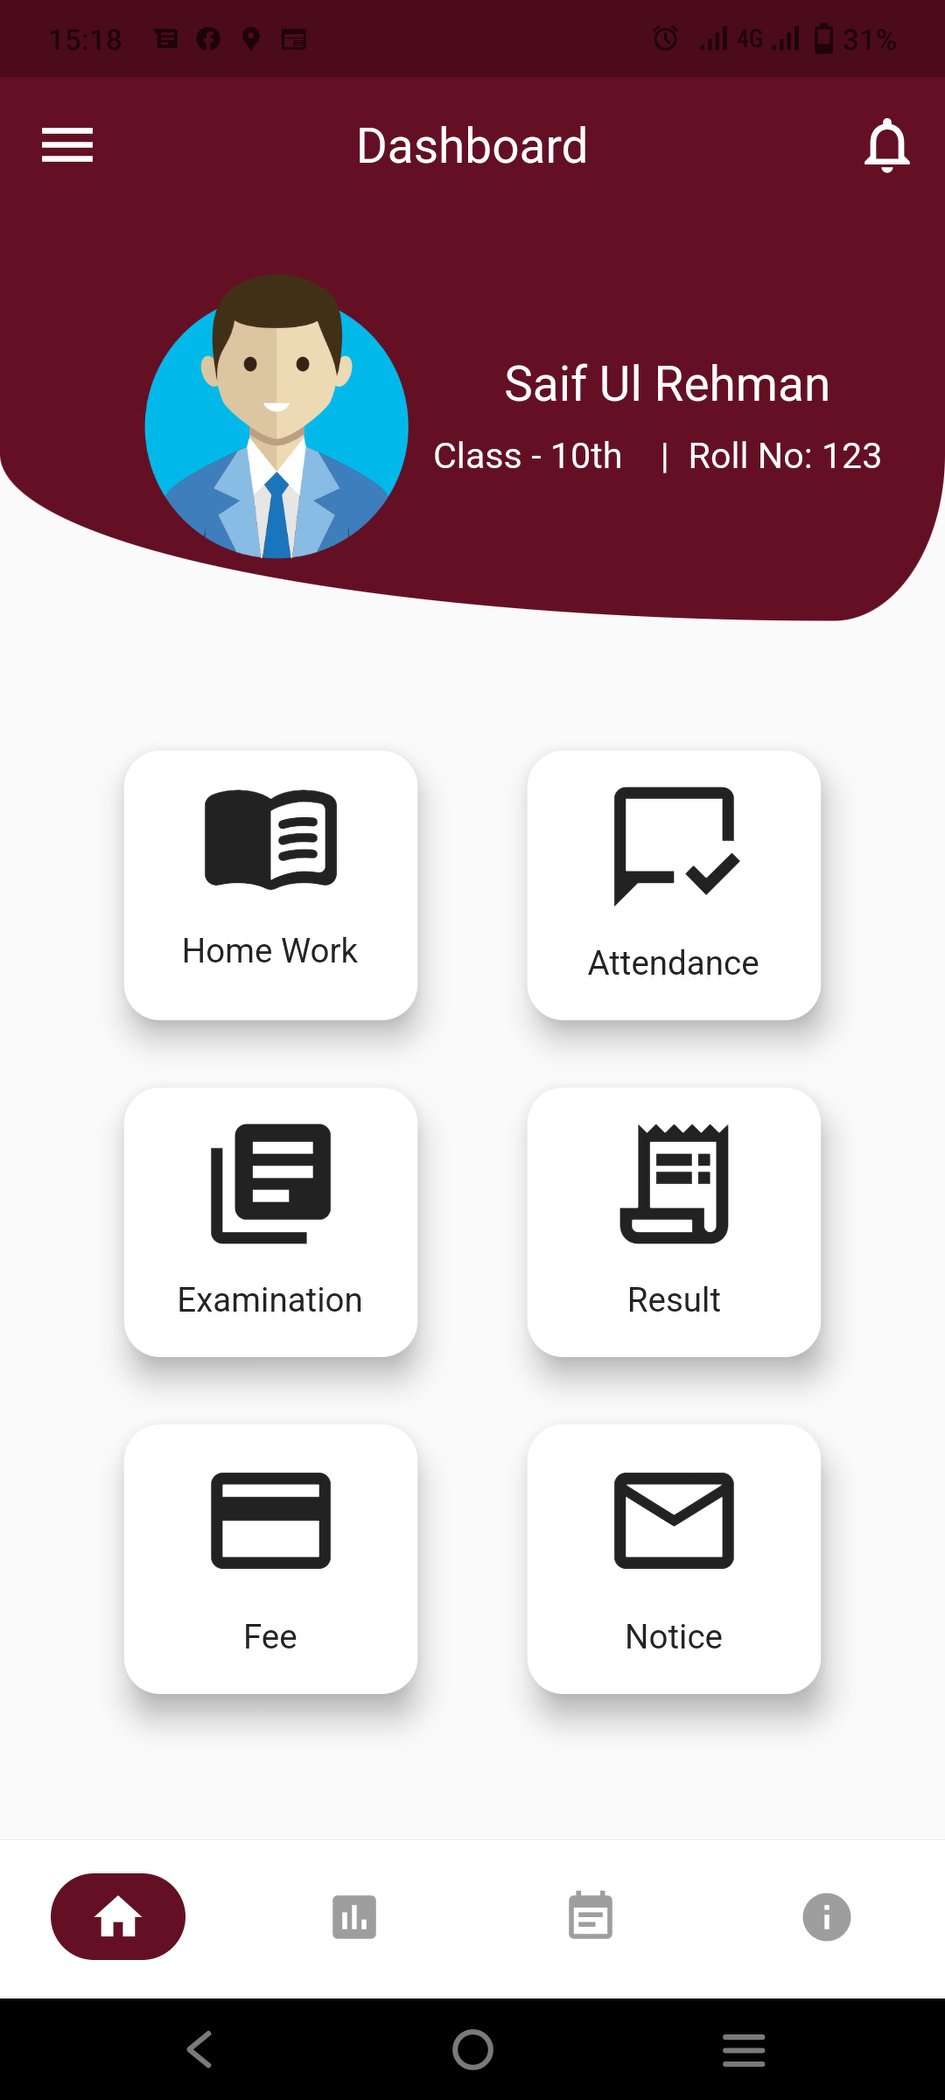 15:18 4G 31%
Dashboard
Saif Ul Rehman
Class - 10th | Roll No: 123
Home Work
Attendance
Examination
Result
Fee
Notice